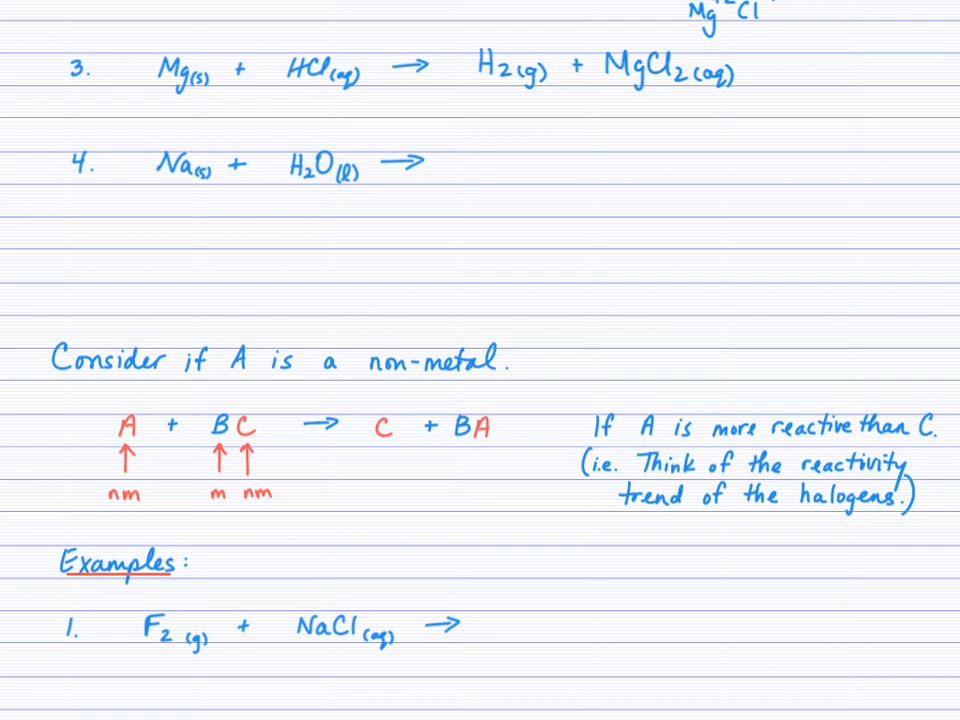 Mg+2 Cl-
3. Mg(s) + HCl(aq) → H2(g) + MgCl2(aq)
4. Na(s) + H2O(l) →
Consider if A is a non-metal.
A + BC → C + BA If A is more reactive than C.
↑ ↑ ↑ (i.e. Think of the reactivity
nm m nm trend of the halogens.)
Examples:
1. F2 (g) + NaCl (aq) →